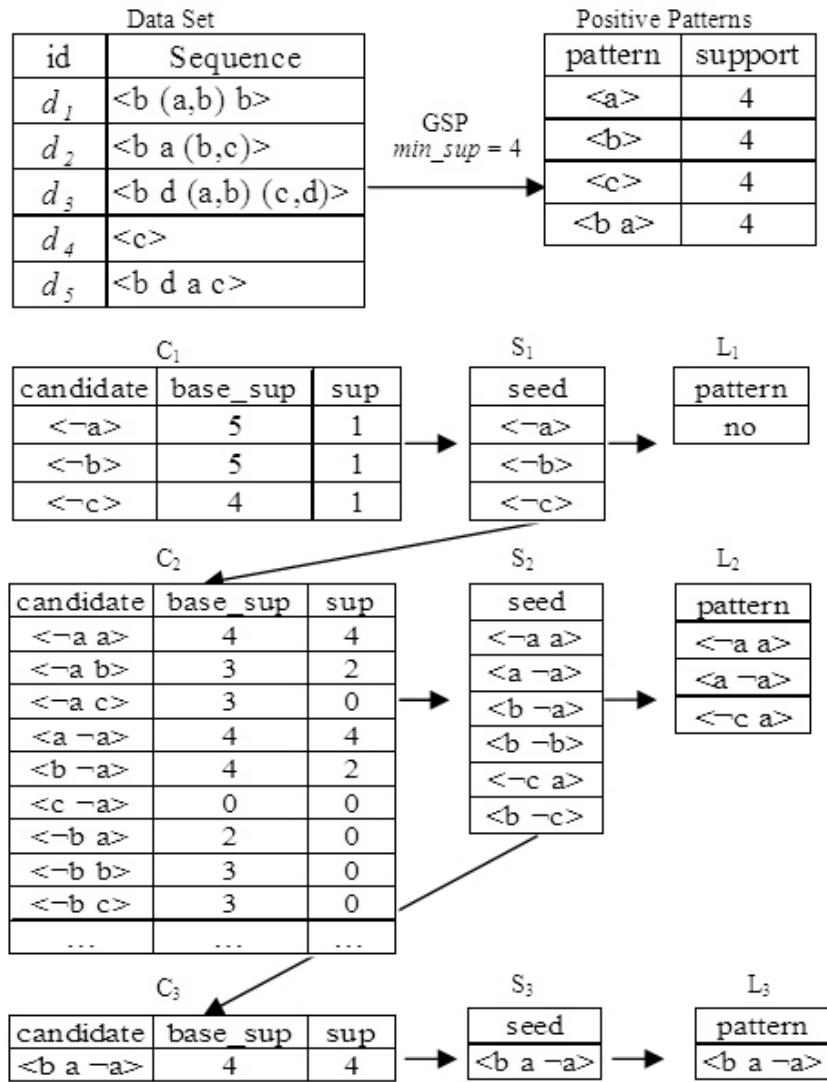 Data Set
id Sequence
d₁ <b (a,b) b>
d₂ <b a (b,c)>
d₃ <b d (a,b) (c,d)>
d₄ <c>
d₅ <b d a c>
GSP
min_sup = 4
Positive Patterns
pattern support
<a> 4
<b> 4
<c> 4
<b a> 4
C₁
candidate base_sup sup
<¬a> 5 1
<¬b> 5 1
<¬c> 4 1
S₁
seed
<¬a>
<¬b>
<¬c>
L₁
pattern
no
C₂
candidate base_sup sup
<¬a a> 4 4
<¬a b> 3 2
<¬a c> 3 0
<a ¬a> 4 4
<b ¬a> 4 2
<c ¬a> 0 0
<¬b a> 2 0
<¬b b> 3 0
<¬b c> 3 0
... ... ...
S₂
seed
<¬a a>
<a ¬a>
<b ¬a>
<b ¬b>
<¬c a>
<b ¬c>
L₂
pattern
<¬a a>
<a ¬a>
<¬c a>
C₃
candidate base_sup sup
<b a ¬a> 4 4
S₃
seed
<b a ¬a>
L₃
pattern
<b a ¬a>